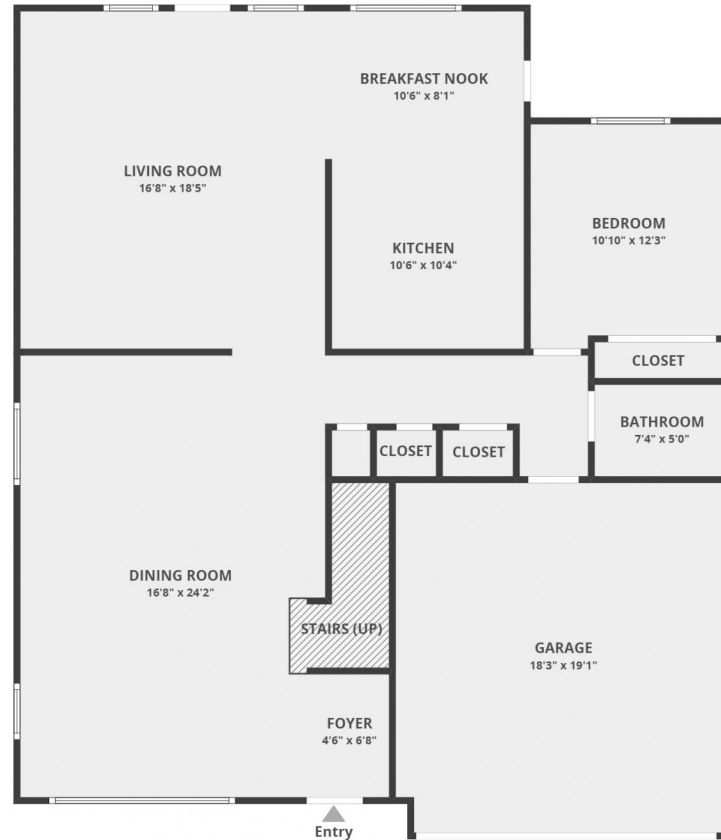 BREAKFAST NOOK
10'6" x 8'1"
LIVING ROOM
16'8" x 18'5"
BEDROOM
10'10" x 12'3"
KITCHEN
10'6" x 10'4"
CLOSET
BATHROOM
7'4" x 5'0"
CLOSET
CLOSET
DINING ROOM
16'8" x 24'2"
STAIRS (UP)
GARAGE
18'3" x 19'1"
FOYER
4'6" x 6'8"
Entry